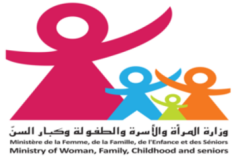 وزارة المرأة والأسرة والطفولة وكبار السنّ
Ministère de la Femme, de la Famille, de l'Enfance et des Séniors
Ministry of Woman, Family, Childhood and seniors